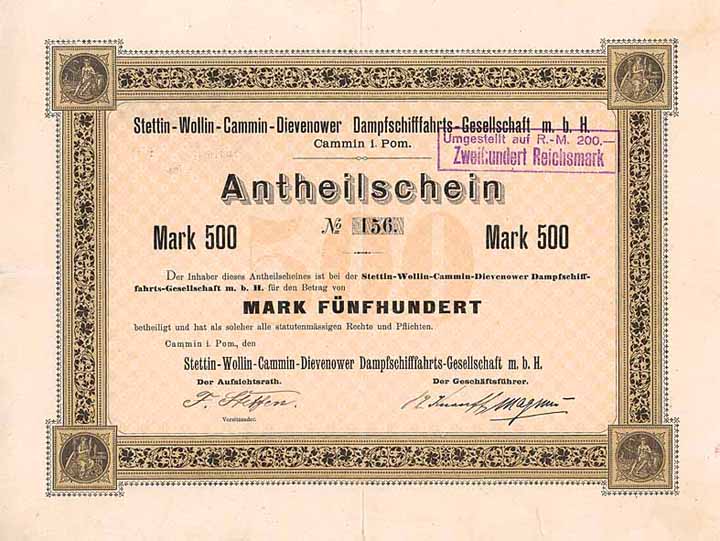 Stettin-Wollin-Cammin-Dievenower Dampfschifffahrts-Gesellschaft m. b. H.
Cammin i. Pom.
Umgestellt auf R.-M. 200.—
Zweihundert Reichsmark
Antheilschein
Mark 500 № 156. Mark 500
500
Der Inhaber dieses Antheilscheines ist bei der Stettin-Wollin-Cammin-Dievenower Dampfschiff-
fahrts-Gesellschaft m. b. H. für den Betrag von
MARK FÜNFHUNDERT
betheiligt und hat als solcher alle statutenmässigen Rechte und Pflichten.
Cammin i. Pom., den
Stettin-Wollin-Cammin-Dievenower Dampfschifffahrts-Gesellschaft m. b. H.
Der Aufsichtsrath. Der Geschäftsführer.
F. Steffen.
Vorsitzender.